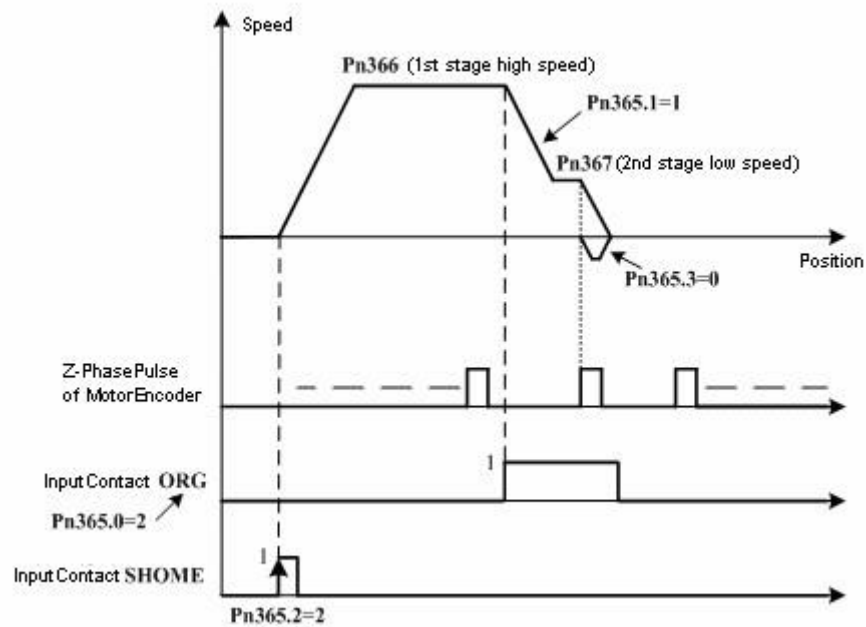 Speed
Pn366 (1st stage high speed)
Pn365.1=1
Pn367 (2nd stage low speed)
Position
Pn365.3=0
Z-Phase Pulse
of Motor Encoder
1
Input Contact ORG
Pn365.0=2
1
Input Contact SHOME
Pn365.2=2